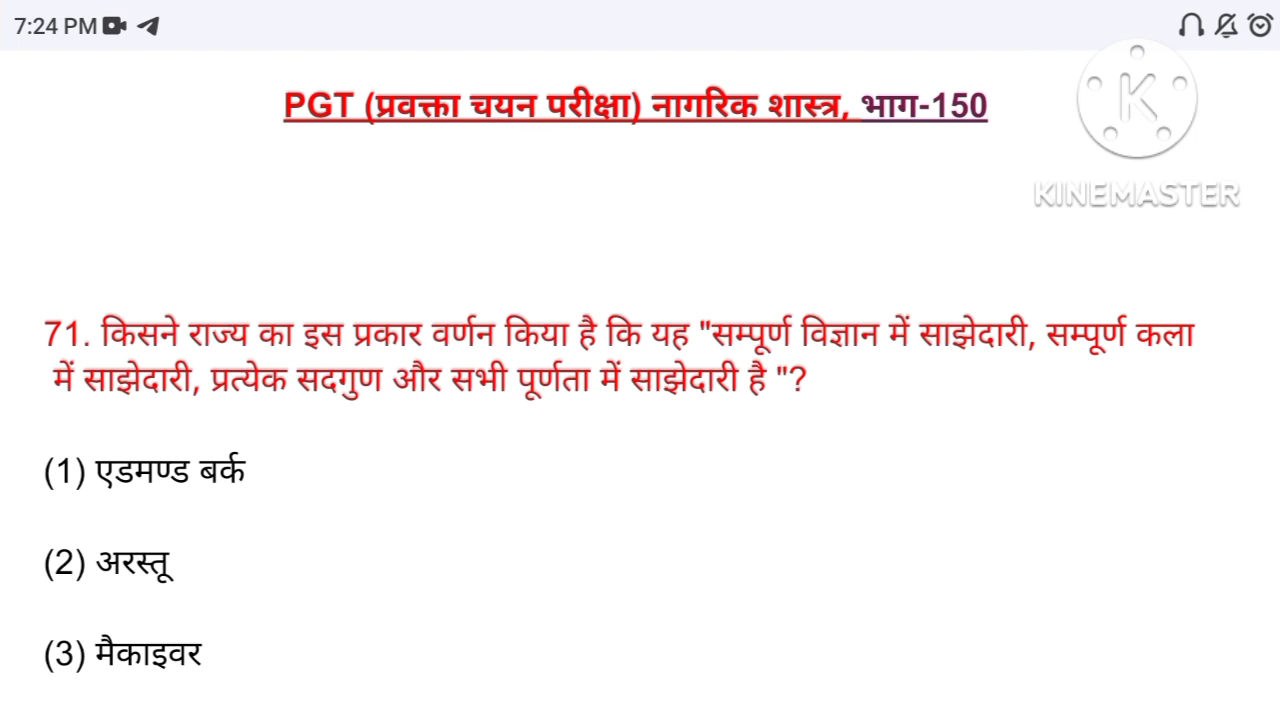 7:24 PM
PGT (प्रवक्ता चयन परीक्षा) नागरिक शास्त्र, भाग-150
K
KINEMASTER
71. किसने राज्य का इस प्रकार वर्णन किया है कि यह "सम्पूर्ण विज्ञान में साझेदारी, सम्पूर्ण कला
में साझेदारी, प्रत्येक सदगुण और सभी पूर्णता में साझेदारी है "?
(1) एडमण्ड बर्क
(2) अरस्तू
(3) मैकाइवर